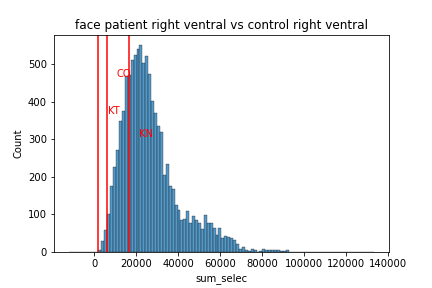 face patient right ventral vs control right ventral
500
400
300
200
100
0
Count
CO
KT
KN
0 20000 40000 60000 80000 100000 120000 140000
sum_selec